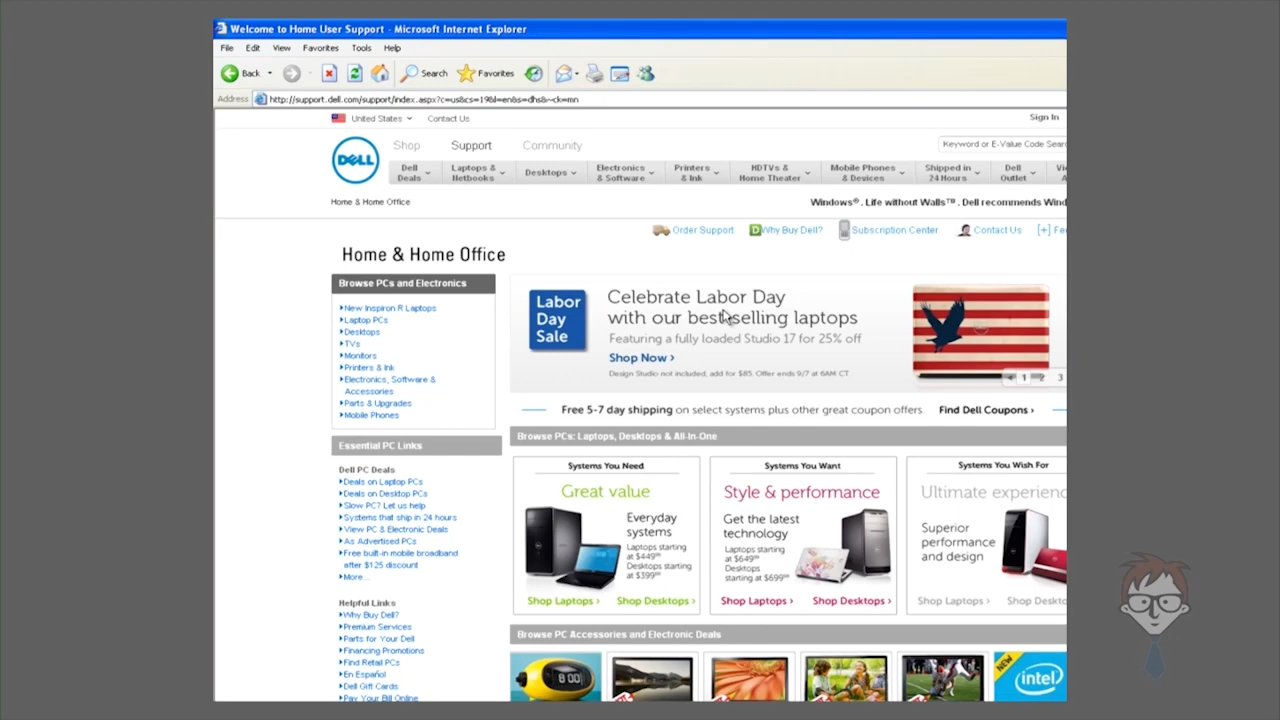 Welcome to Home User Support - Microsoft Internet Explorer
File Edit View Favorites Tools Help
Back Search Favorites
Address http://support.dell.com/support/index.aspx?c=us&cs=19&l=en&s=dhs&~ck=mn
United States Contact Us Sign In
DELL
Shop Support Community
Keyword or E-Value Code Sear
Dell Deals
Laptops & Netbooks
Desktops
Electronics & Software
Printers & Ink
HDTVs & Home Theater
Mobile Phones & Devices
Shipped in 24 Hours
Dell Outlet
Vi
Home & Home Office
Windows®. Life without Walls™. Dell recommends Wind
Order Support Why Buy Dell? Subscription Center Contact Us [+] Fe
Home & Home Office
Browse PCs and Electronics
New Inspiron R Laptops
Laptop PCs
Desktops
TVs
Monitors
Printers & Ink
Electronics, Software &
Accessories
Parts & Upgrades
Mobile Phones
Essential PC Links
Dell PC Deals
Deals on Laptop PCs
Deals on Desktop PCs
Slow PC? Let us help
Systems that ship in 24 hours
View PC & Electronic Deals
As Advertised PCs
Free built-in mobile broadband
after $125 discount
More...
Helpful Links
Why Buy Dell?
Premium Services
Parts for Your Dell
Financing Promotions
Find Retail PCs
En Español
Dell Gift Cards
Pay Your Bill Online
Labor
Day
Sale
Celebrate Labor Day
with our best-selling laptops
Featuring a fully loaded Studio 17 for 25% off
Shop Now ›
Design Studio not included, add for $85. Offer ends 9/7 at 6AM CT
1 2 3
Free 5-7 day shipping on select systems plus other great coupon offers. Find Dell Coupons ›
Browse PCs: Laptops, Desktops & All-In-One
Systems You Need
Great value
Everyday
systems
Laptops starting
at $449⁹⁹
Desktops starting
at $399⁹⁹
Shop Laptops › Shop Desktops ›
Systems You Want
Style & performance
Get the latest
technology
Laptops starting
at $649⁹⁹
Desktops
starting at $699⁹⁹
Shop Laptops › Shop Desktops ›
Systems You Wish For
Ultimate experienc
Superior
performance
and design
Shop Laptops › Shop Deskto
Browse PC Accessories and Electronic Deals
8:00
NEW
intel